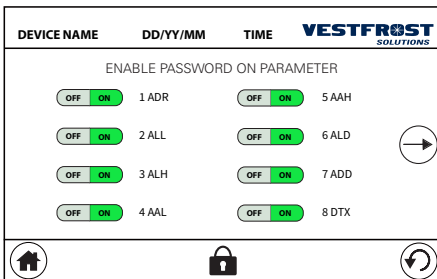 DEVICE NAME DD/YY/MM TIME VESTFROST SOLUTIONS
ENABLE PASSWORD ON PARAMETER
OFF ON 1 ADR OFF ON 5 AAH
OFF ON 2 ALL OFF ON 6 ALD
OFF ON 3 ALH OFF ON 7 ADD
OFF ON 4 AAL OFF ON 8 DTX